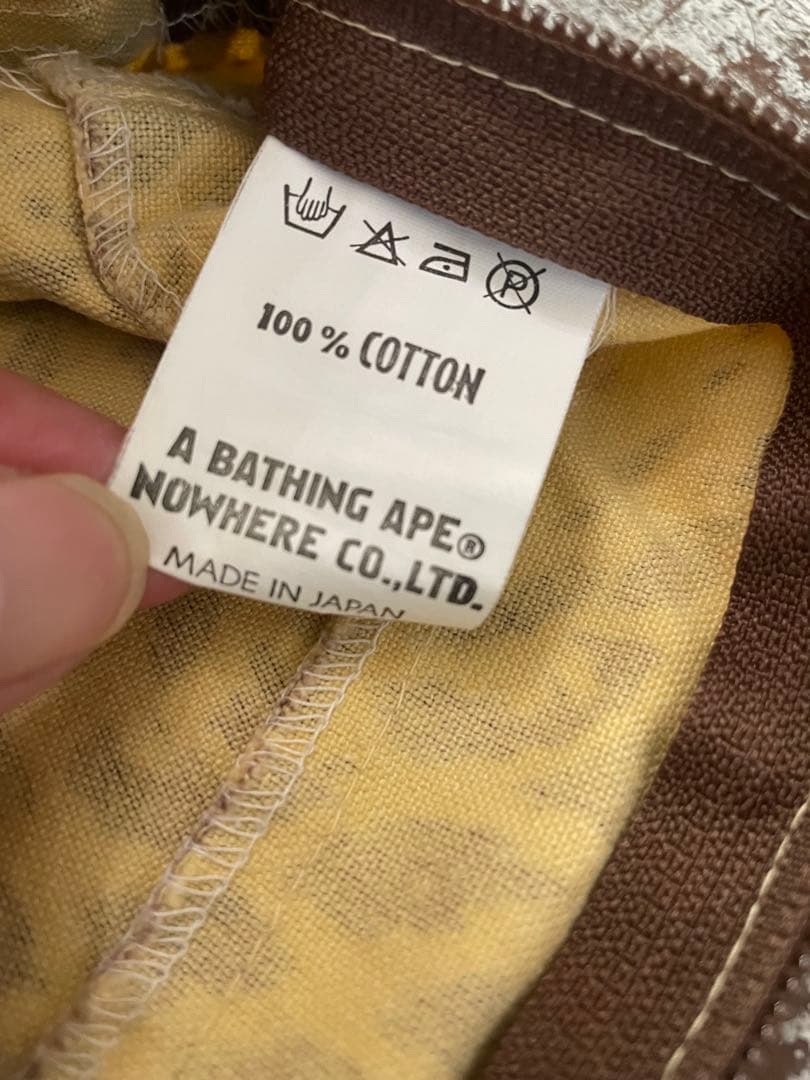 P
100 % COTTON
A BATHING APE®
NOWHERE CO.,LTD.
MADE IN JAPAN